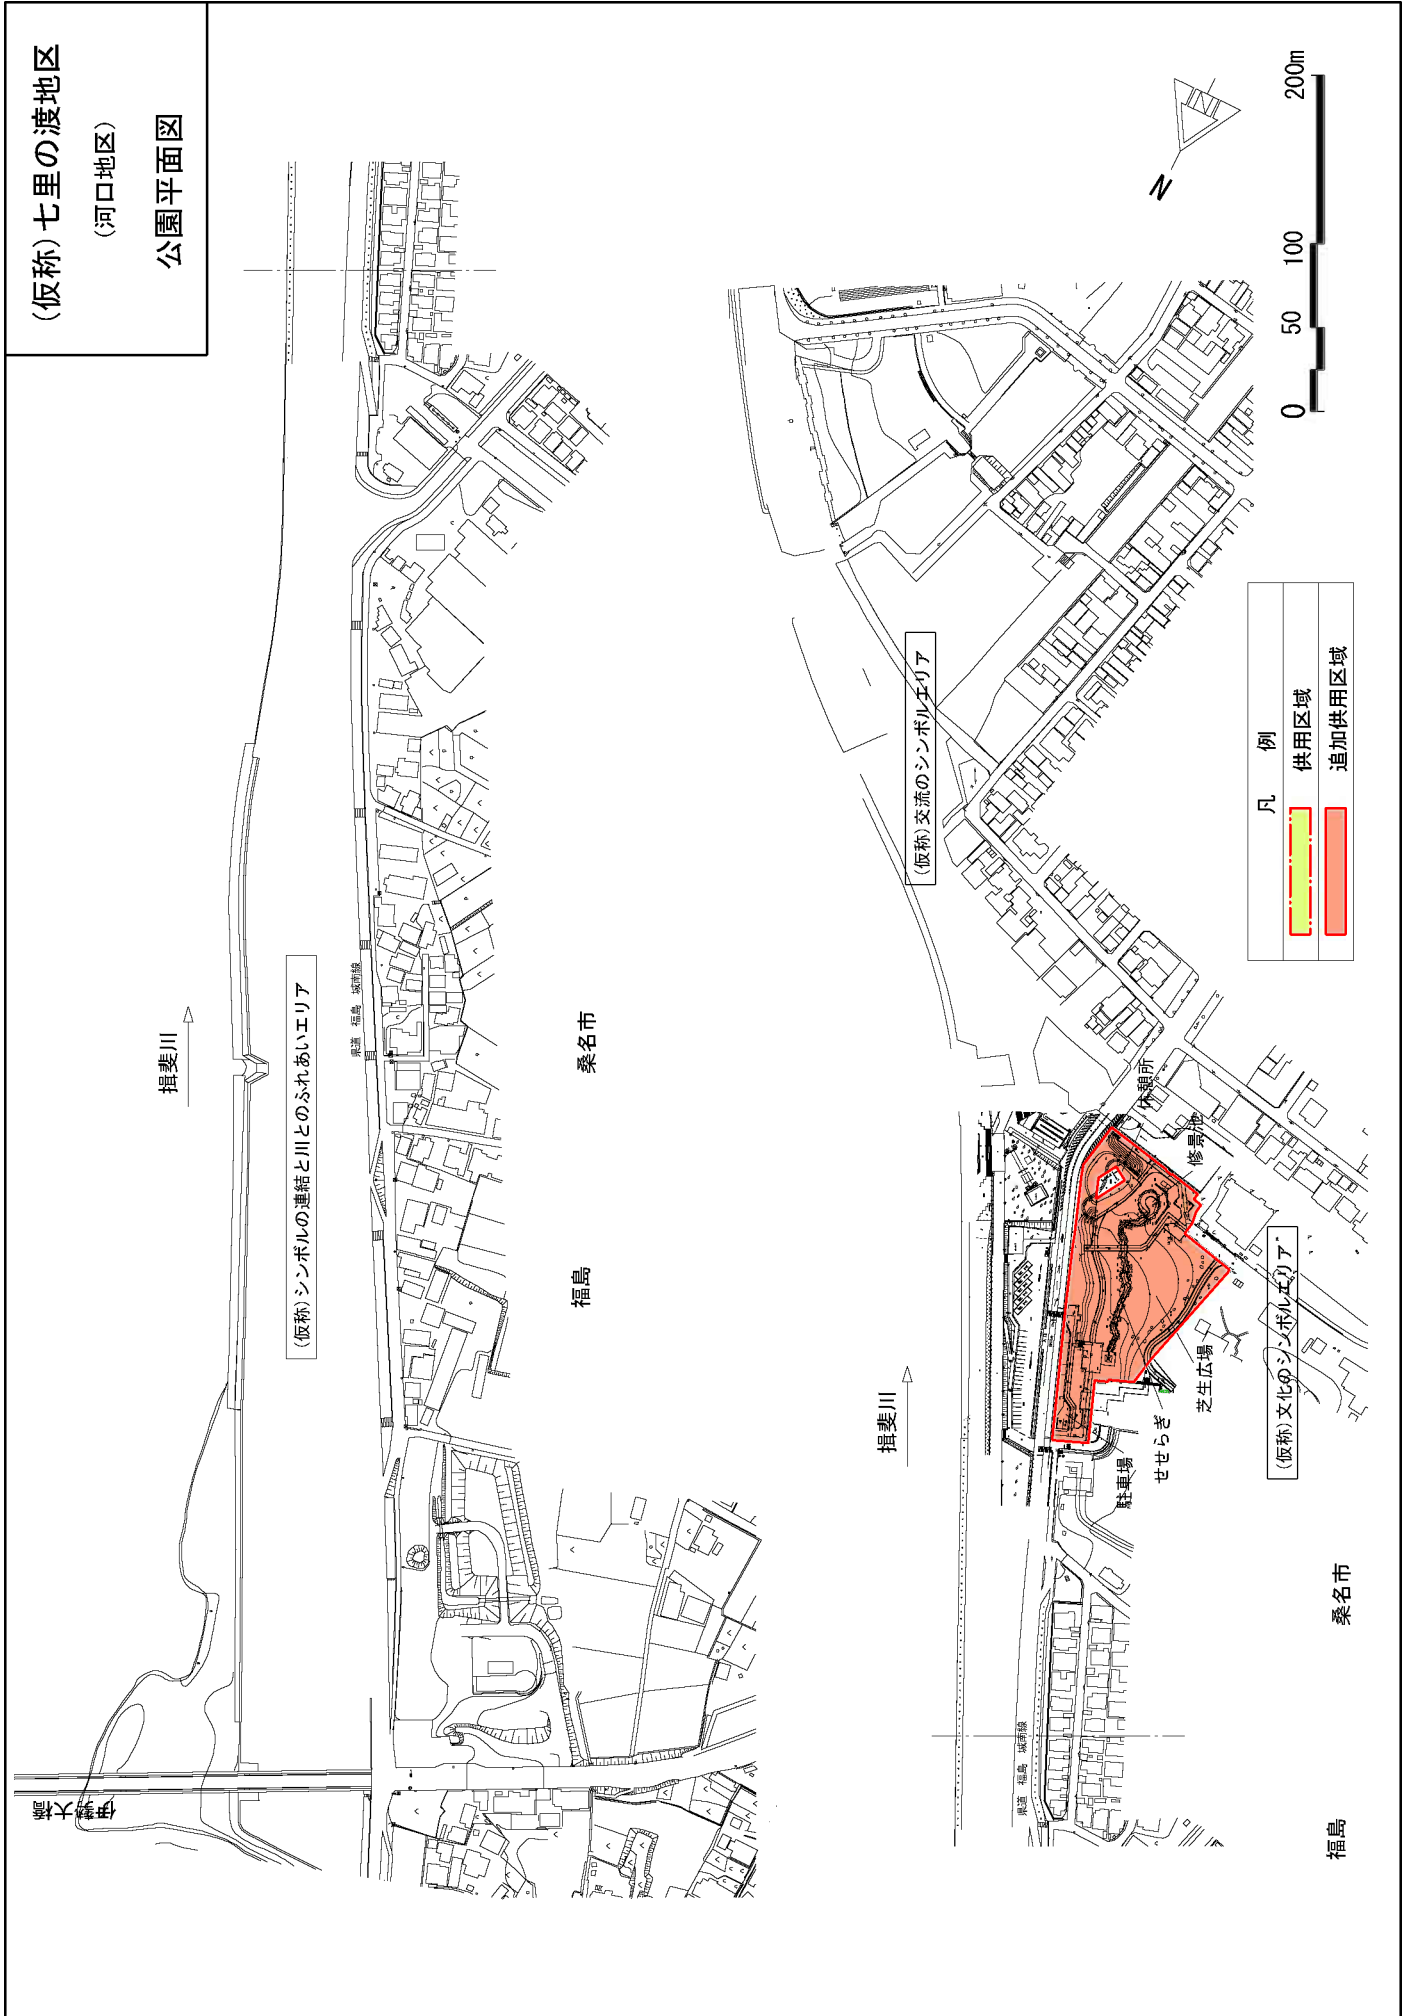 (仮称)七里の渡地区
(河口地区)
公園平面図
伊勢大橋
揖斐川
(仮称)シンボルの連結と川とのふれあいエリア
県道 福島 城南線
桑名市
福島
N
0 50 100 200m
(仮称)交流のシンボルエリア
揖斐川
休憩所
修景池
(仮称)文化のシンボルエリア
芝生広場
せせらぎ
駐車場
県道 福島 城南線
桑名市
福島
凡 例
供用区域
追加供用区域